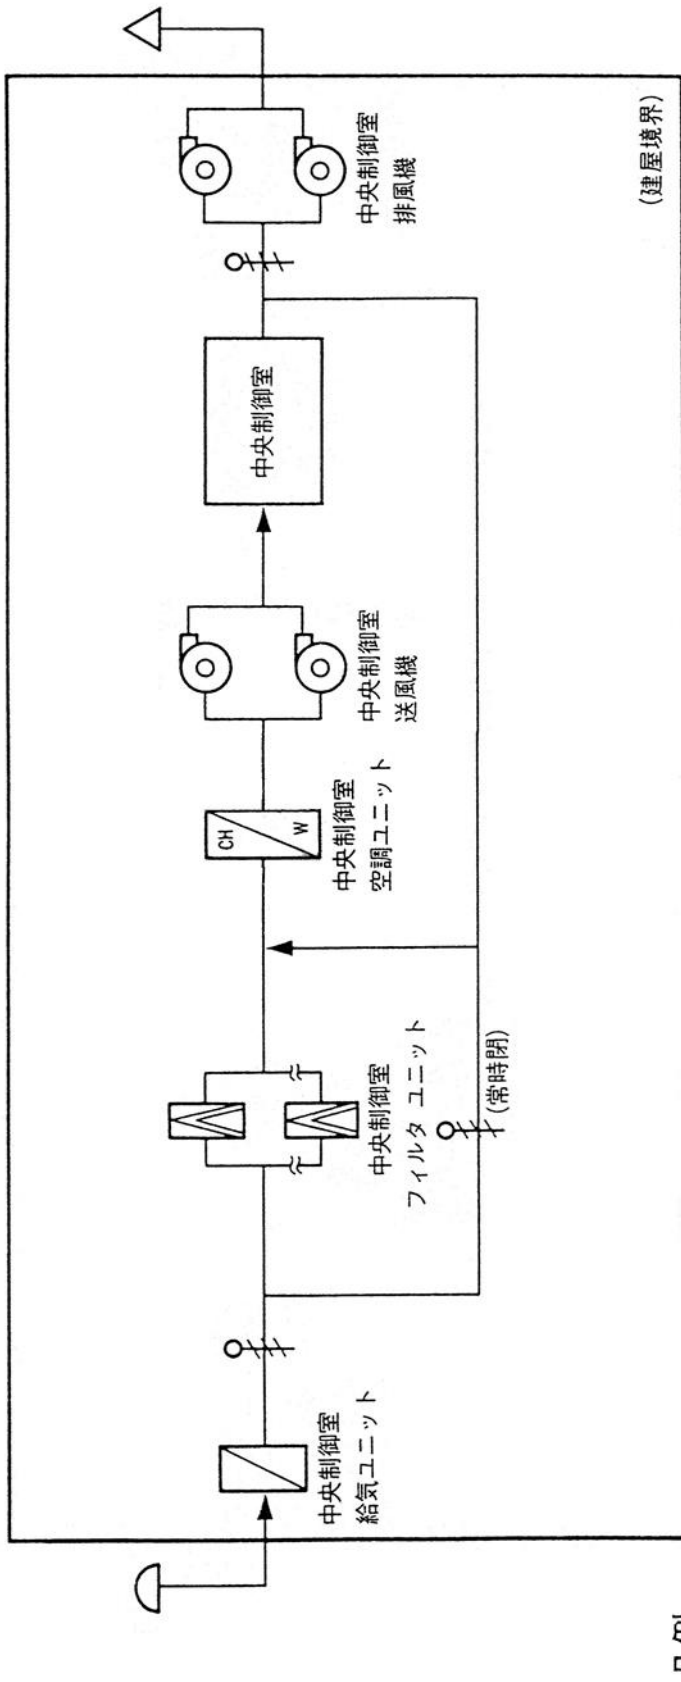 中央制御室
給気ユニット
中央制御室
フィルタ ユニット
(常時閉)
CH
W
中央制御室
空調ユニット
中央制御室
送風機
中央制御室
中央制御室
排風機
(建屋境界)